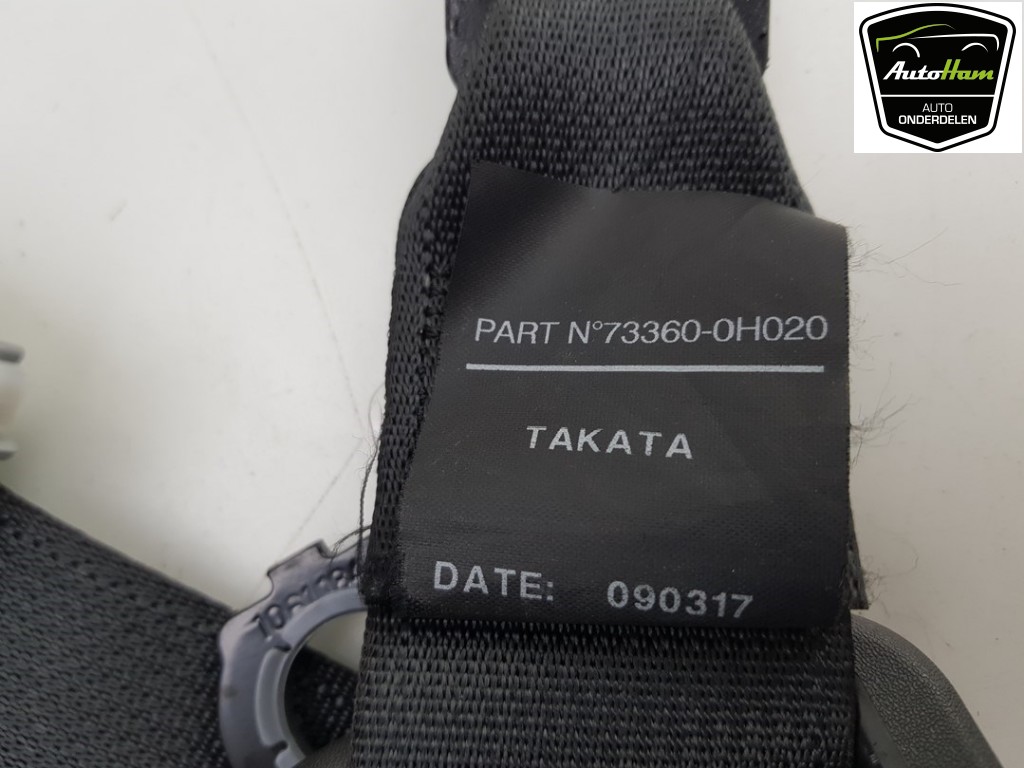 AutoHam
AUTO
ONDERDELEN
PART N°73360-0H020
TAKATA
DATE: 090317